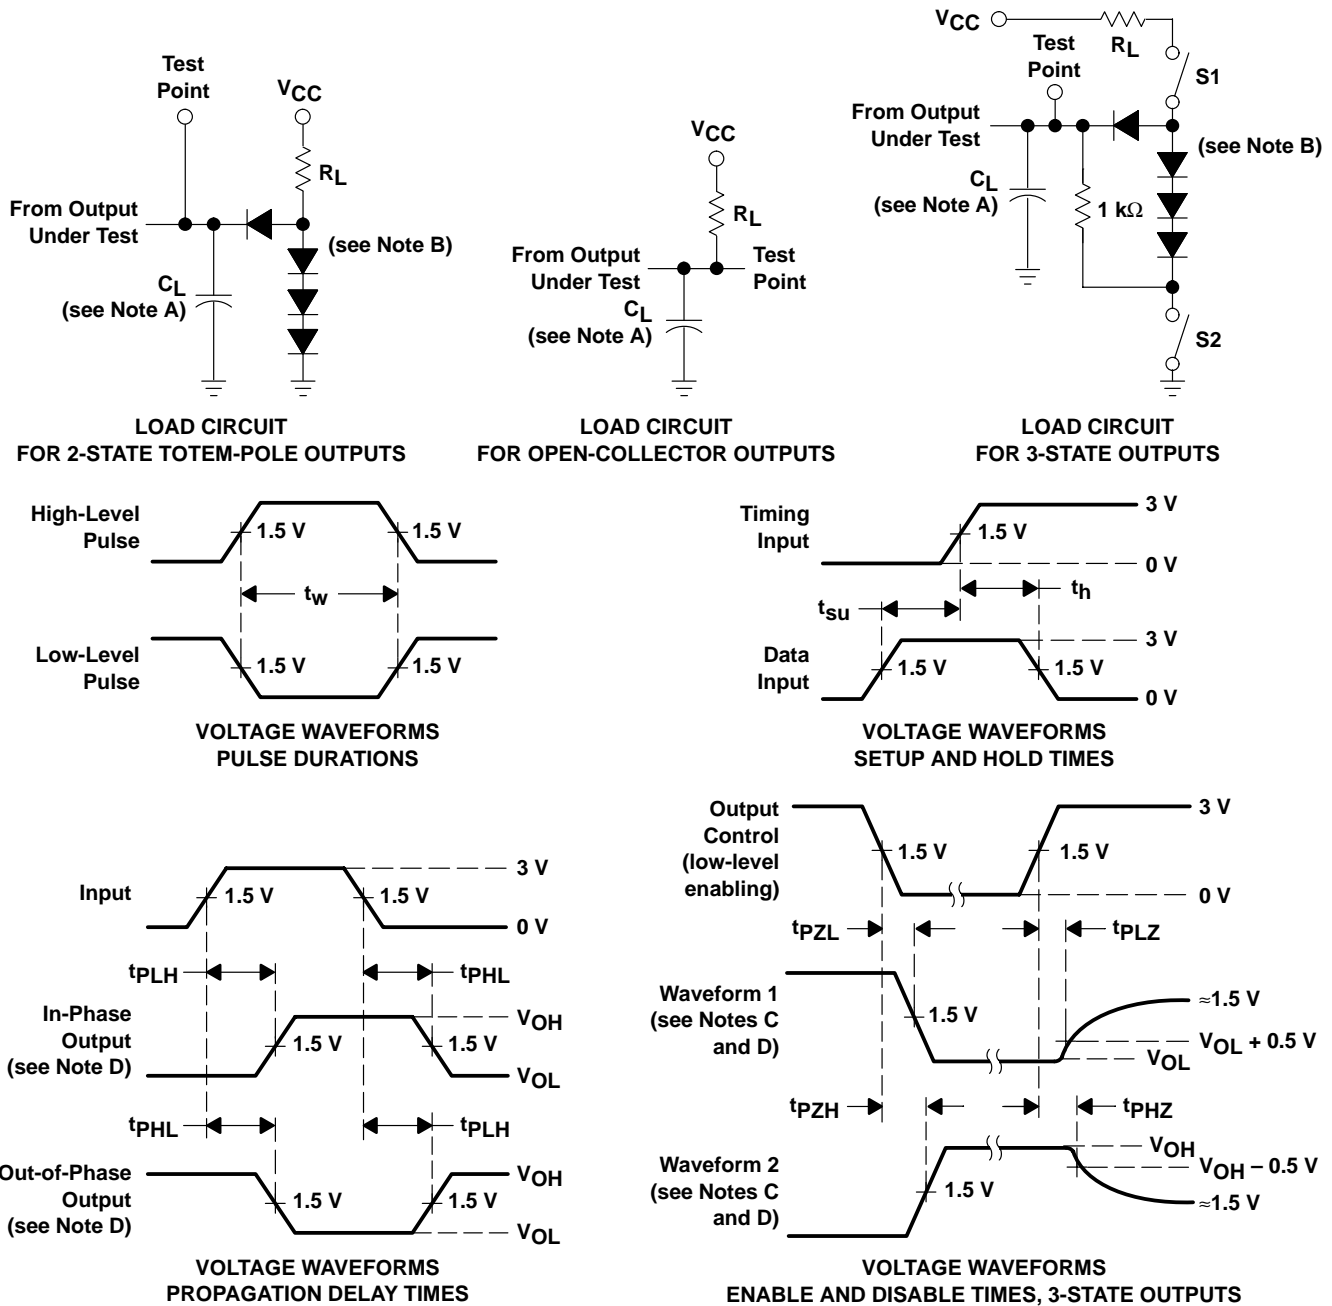 Test
Point
VCC
RL
From Output
Under Test
(see Note B)
CL
(see Note A)
LOAD CIRCUIT
FOR 2-STATE TOTEM-POLE OUTPUTS
VCC
RL
From Output
Under Test
Test
Point
CL
(see Note A)
LOAD CIRCUIT
FOR OPEN-COLLECTOR OUTPUTS
VCC
RL
Test
Point
S1
From Output
Under Test
(see Note B)
CL
(see Note A)
1 kΩ
S2
LOAD CIRCUIT
FOR 3-STATE OUTPUTS
High-Level
Pulse
1.5 V
1.5 V
tw
Low-Level
Pulse
1.5 V
1.5 V
VOLTAGE WAVEFORMS
PULSE DURATIONS
Timing
Input
3 V
1.5 V
0 V
th
tsu
Data
Input
3 V
1.5 V
1.5 V
0 V
VOLTAGE WAVEFORMS
SETUP AND HOLD TIMES
Input
3 V
1.5 V
1.5 V
0 V
tPLH
tPHL
In-Phase
Output
(see Note D)
VOH
1.5 V
1.5 V
VOL
tPHL
tPLH
Out-of-Phase
Output
(see Note D)
VOH
1.5 V
1.5 V
VOL
VOLTAGE WAVEFORMS
PROPAGATION DELAY TIMES
Output
Control
(low-level
enabling)
3 V
1.5 V
1.5 V
0 V
tPZL
tPLZ
Waveform 1
(see Notes C
and D)
1.5 V
≈1.5 V
VOL + 0.5 V
VOL
tPZH
tPHZ
Waveform 2
(see Notes C
and D)
1.5 V
VOH
VOH – 0.5 V
≈1.5 V
VOLTAGE WAVEFORMS
ENABLE AND DISABLE TIMES, 3-STATE OUTPUTS